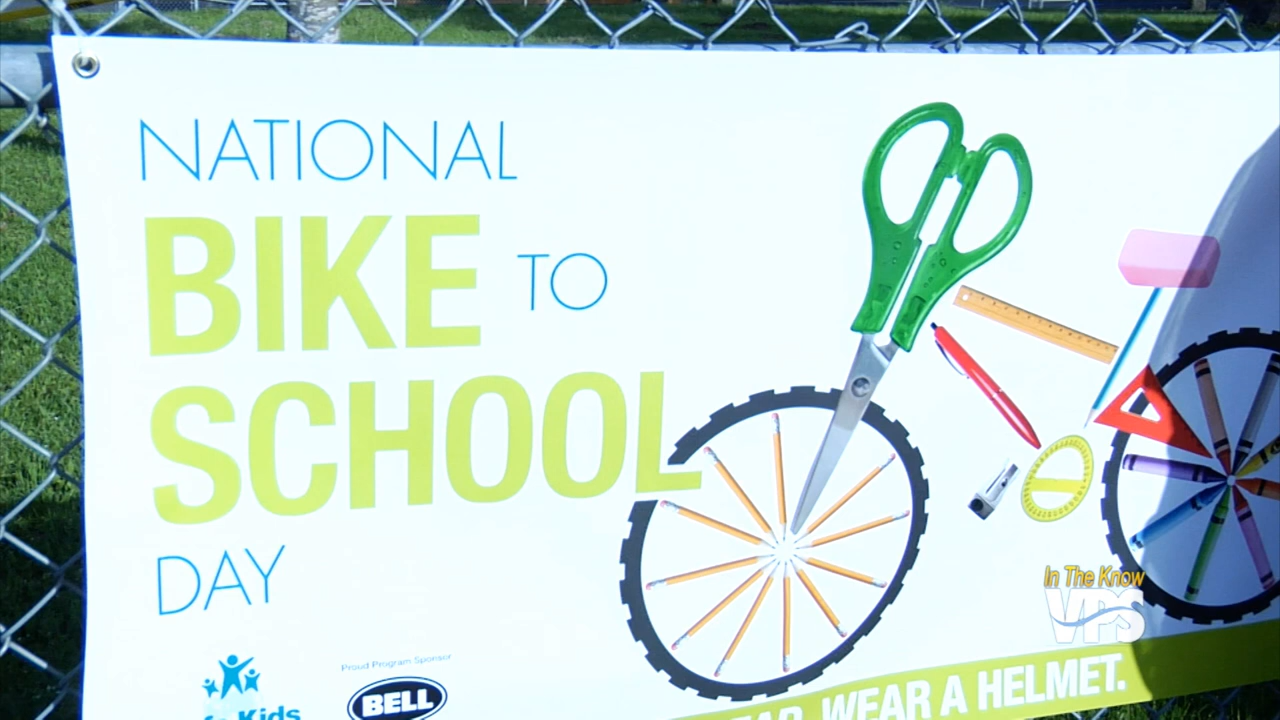 NATIONAL
BIKE TO
SCHOOL
DAY
Proud Program Sponsor
Kids
BELL
WEAR A HELMET.
In The Know
VPS